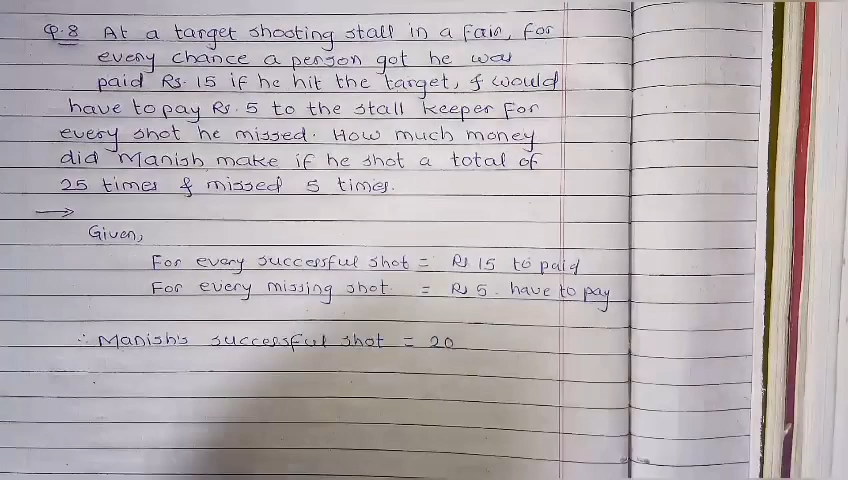 Q.8 At a target shooting stall in a fair, for
every chance a person got he was
paid Rs. 15 if he hit the target, & would
have to pay Rs. 5 to the stall keeper for
every shot he missed. How much money
did Manish make if he shot a total of
25 times & missed 5 times.
→
Given,
For every successful shot = Rs 15 to paid
For every missing shot. = Rs 5. have to pay
∴ Manish's successful shot = 20